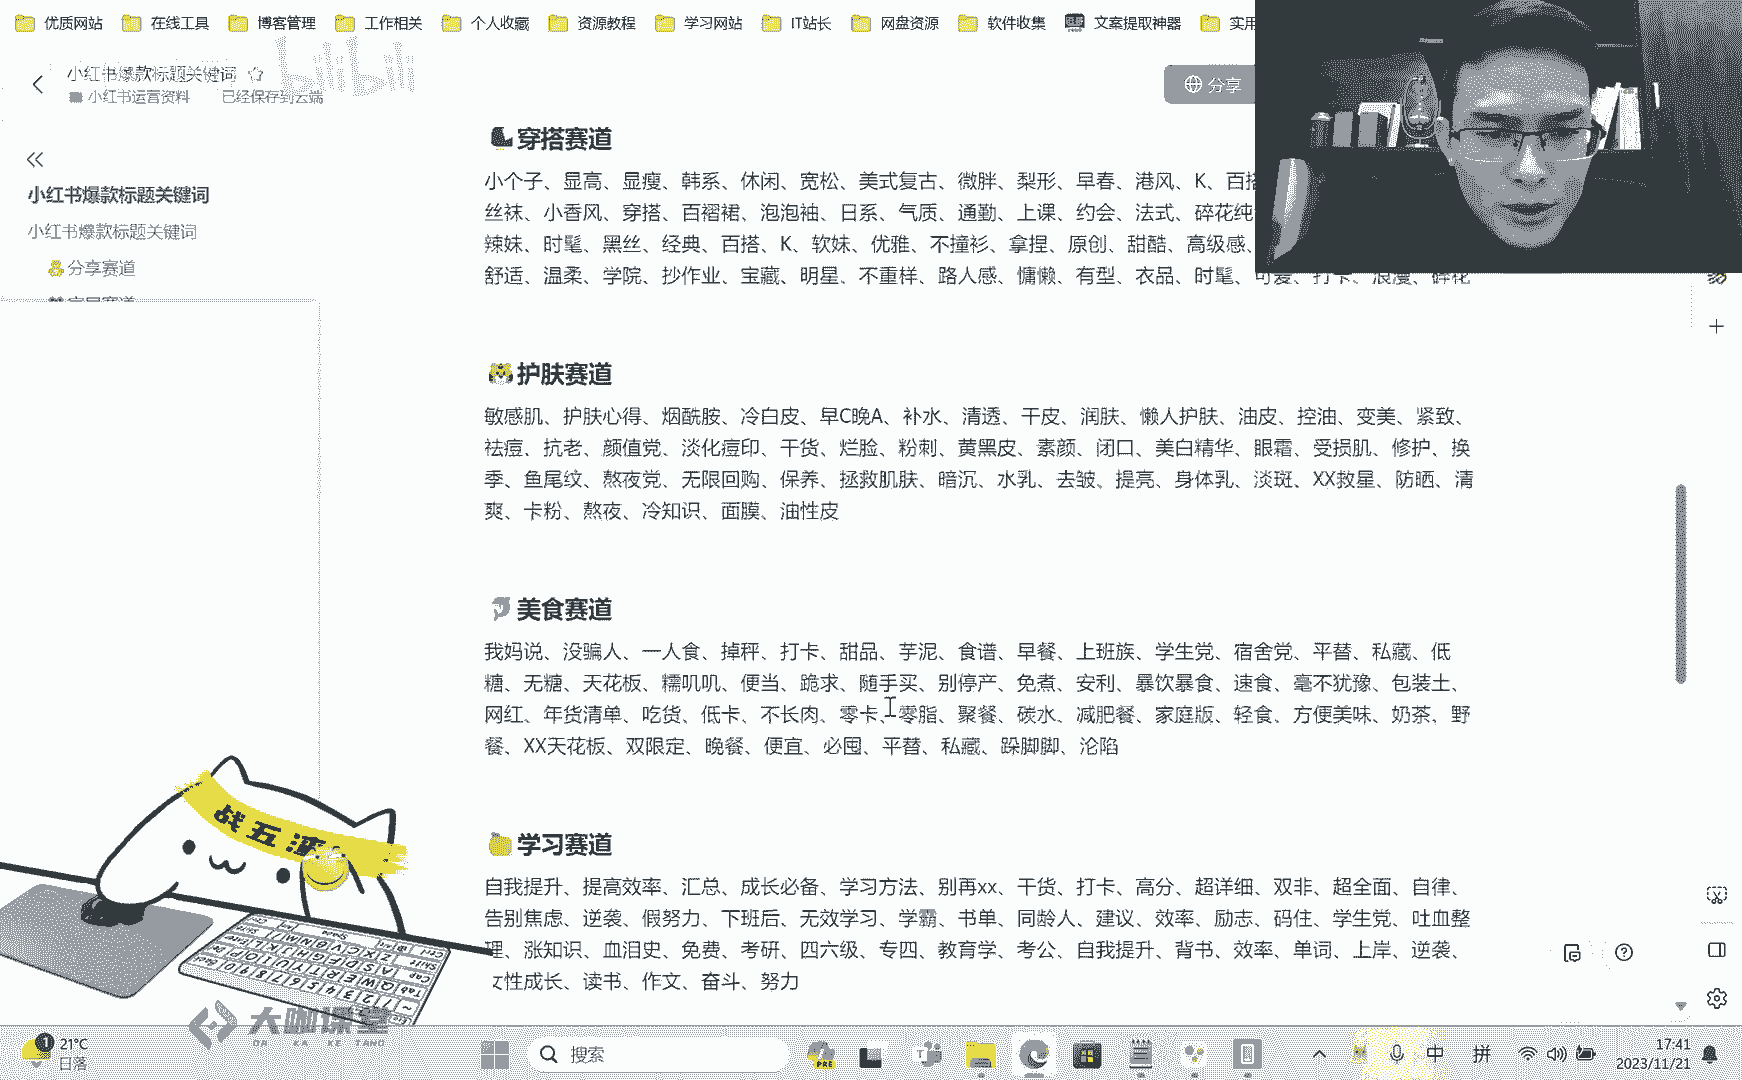 优质网站 在线工具 博客管理 工作相关 个人收藏 资源教程 学习网站 IT站长 网盘资源 软件收集 文案提取神器 实用
小红书爆款标题关键词
bilibili
小红书运营资料 已经保存到云端
分享
小红书爆款标题关键词
小红书爆款标题关键词
分享赛道
穿搭赛道
小个子、显高、显瘦、韩系、休闲、宽松、美式复古、微胖、梨形、早春、港风、K、百搭
丝袜、小香风、穿搭、百褶裙、泡泡袖、日系、气质、通勤、上课、约会、法式、碎花纯
辣妹、时髦、黑丝、经典、百搭、K、软妹、优雅、不撞衫、拿捏、原创、甜酷、高级感、
舒适、温柔、学院、抄作业、宝藏、明星、不重样、路人感、慵懒、有型、衣品、时髦、可爱、打卡、浪漫、碎花
护肤赛道
敏感肌、护肤心得、烟酰胺、冷白皮、早C晚A、补水、清透、干皮、润肤、懒人护肤、油皮、控油、变美、紧致、
祛痘、抗老、颜值党、淡化痘印、干货、烂脸、粉刺、黄黑皮、素颜、闭口、美白精华、眼霜、受损肌、修护、换
季、鱼尾纹、熬夜党、无限回购、保养、拯救肌肤、暗沉、水乳、去皱、提亮、身体乳、淡斑、XX救星、防晒、清
爽、卡粉、熬夜、冷知识、面膜、油性皮
美食赛道
我妈说、没骗人、一人食、掉秤、打卡、甜品、芋泥、食谱、早餐、上班族、学生党、宿舍党、平替、私藏、低
糖、无糖、天花板、糯叽叽、便当、跪求、随手买、别停产、免煮、安利、暴饮暴食、速食、毫不犹豫、包装土、
网红、年货清单、吃货、低卡、不长肉、零卡、零脂、聚餐、碳水、减肥餐、家庭版、轻食、方便美味、奶茶、野
餐、XX天花板、双限定、晚餐、便宜、必囤、平替、私藏、跺脚脚、沦陷
学习赛道
自我提升、提高效率、汇总、成长必备、学习方法、别再xx、干货、打卡、高分、超详细、双非、超全面、自律、
告别焦虑、逆袭、假努力、下班后、无效学习、学霸、书单、同龄人、建议、效率、励志、码住、学生党、吐血整
理、涨知识、血泪史、免费、考研、四六级、专四、教育学、考公、自我提升、背书、效率、单词、上岸、逆袭、
女性成长、读书、作文、奋斗、努力
战五渣
大咖课堂
DA KA KE TANG
1 21°C
日落
搜索
PRE
中 拼
17:41
2023/11/21